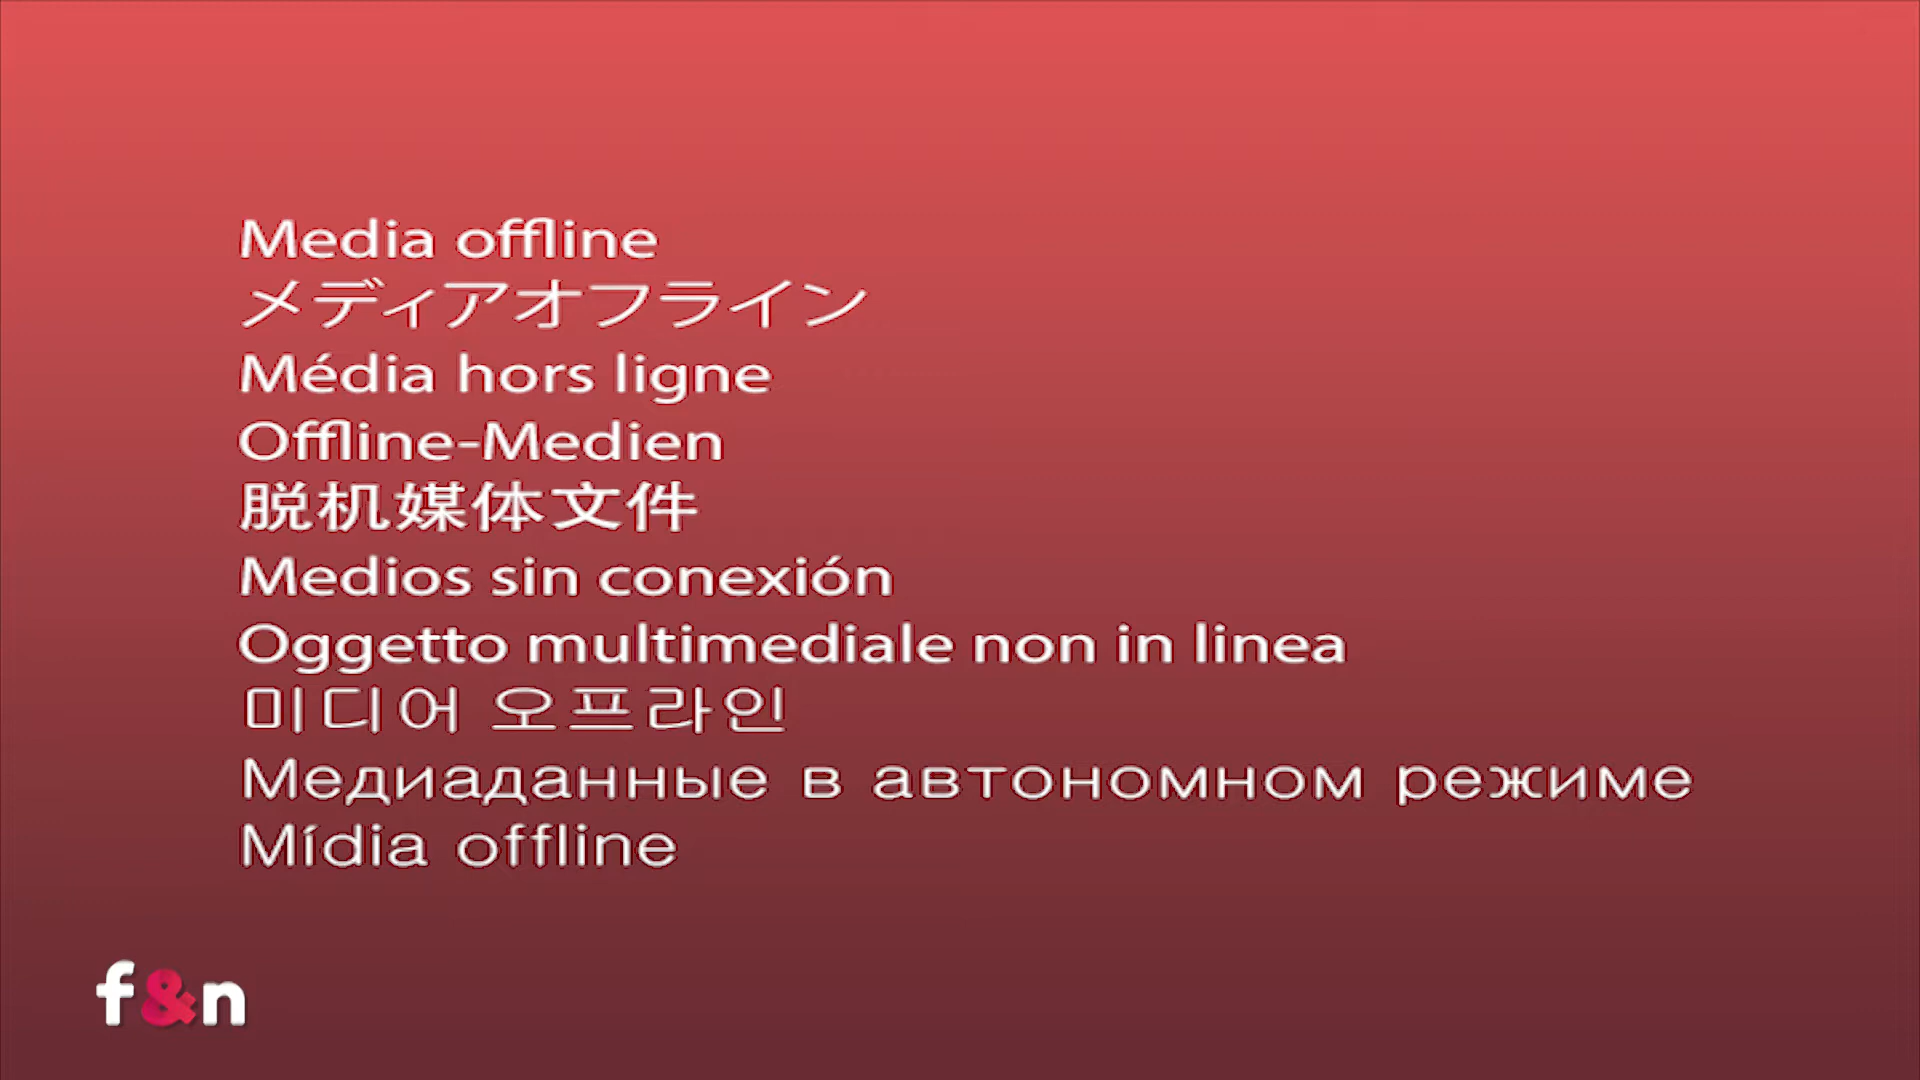 Media offline
メディアオフライン
Média hors ligne
Offline-Medien
脱机媒体文件
Medios sin conexión
Oggetto multimediale non in linea
미디어 오프라인
Медиаданные в автономном режиме
Mídia offline
f&n